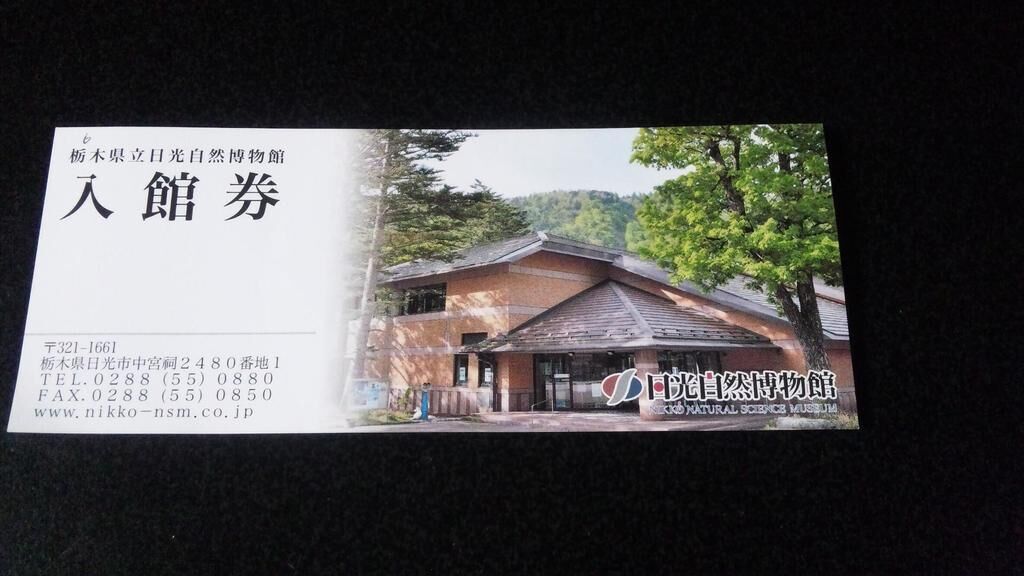 6
栃木県立日光自然博物館
入館券
〒321-1661
栃木県日光市中宮祠2480番地1
TEL.0288 (55) 0880
FAX.0288 (55) 0850
www.nikko-nsm.co.jp
日光自然博物館
NIKKO NATURAL SCIENCE MUSEUM